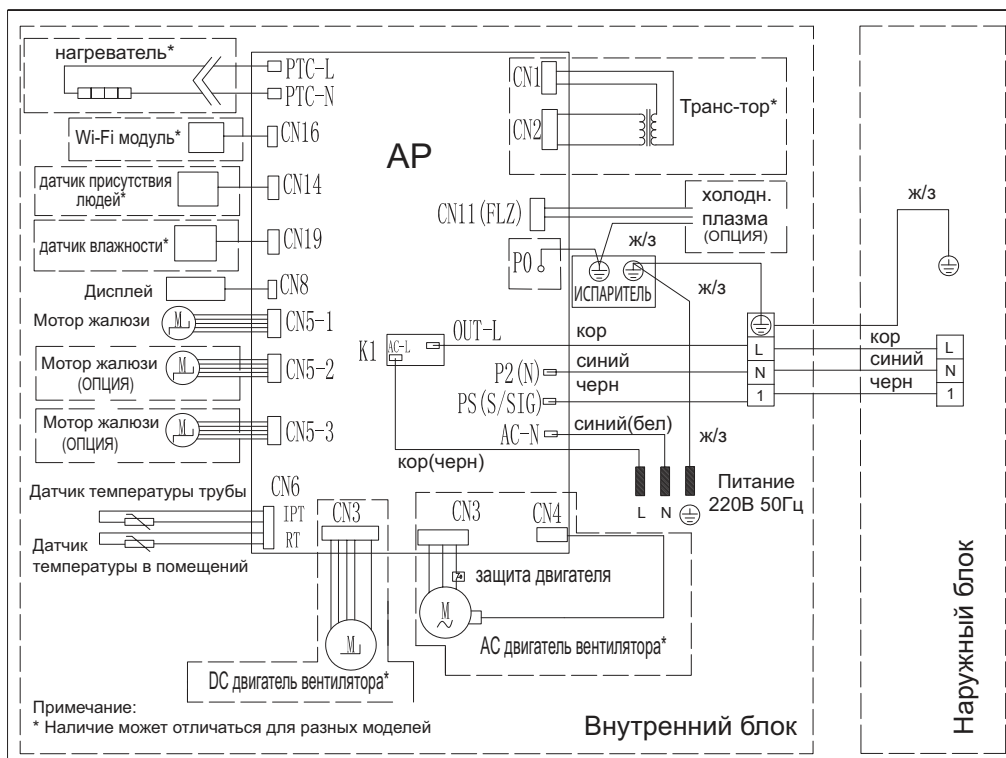 нагреватель*
PTC-L
PTC-N
Wi-Fi модуль*
CN16
датчик присутствия
людей*
CN14
датчик влажности*
CN19
Дисплей
CN8
Мотор жалюзи
M
CN5-1
Мотор жалюзи
(ОПЦИЯ)
M
CN5-2
Мотор жалюзи
(ОПЦИЯ)
M
CN5-3
Датчик температуры трубы
CN6
IPT
RT
Датчик
температуры в помещений
AP
CN1
CN2
Транс-тор*
CN11(FLZ)
холодн.
плазма
(ОПЦИЯ)
P0
ж/з
ИСПАРИТЕЛЬ
ж/з
ж/з
K1
AC-L
OUT-L
кор
P2(N)
синий
PS(S/SIG)
черн
AC-N
синий(бел)
кор(черн)
ж/з
L
N
1
кор
синий
черн
L
N
1
L N
Питание
220В 50Гц
CN3
M
DC двигатель вентилятора*
CN3
CN4
защита двигателя
M
AC двигатель вентилятора*
Примечание:
* Наличие может отличаться для разных моделей
Внутренний блок
Наружный блок